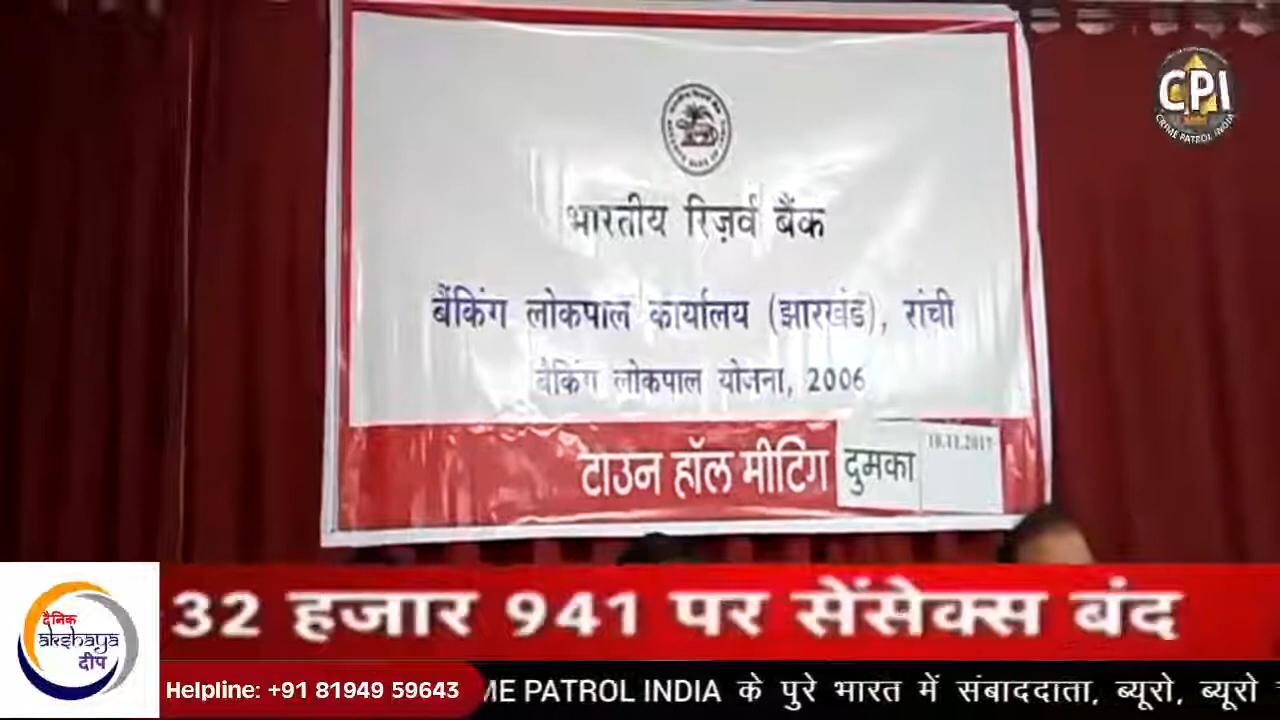 भारतीय रिज़र्व बैंक
बैंकिंग लोकपाल कार्यालय (झारखंड), रांची
बैंकिंग लोकपाल योजना, 2006
टाउन हॉल मीटिंग दुमका
CPI
CRIME PATROL INDIA
32 हजार 941 पर सेंसेक्स बंद
दैनिक
akshaya
दीप
Helpline: +91 81949 59643
ME PATROL INDIA के पुरे भारत में संबाददाता, ब्यूरो, ब्यूरो